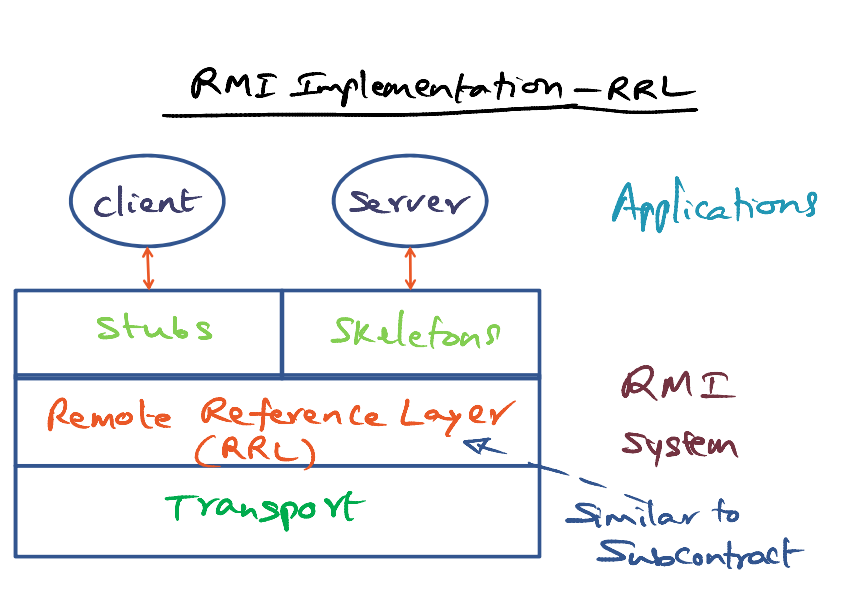 RMI Implementation - RRL
client
Server
Applications
Stubs
Skeletons
RMI
System
Remote Reference Layer
(RRL)
Transport
Similar to
Subcontract